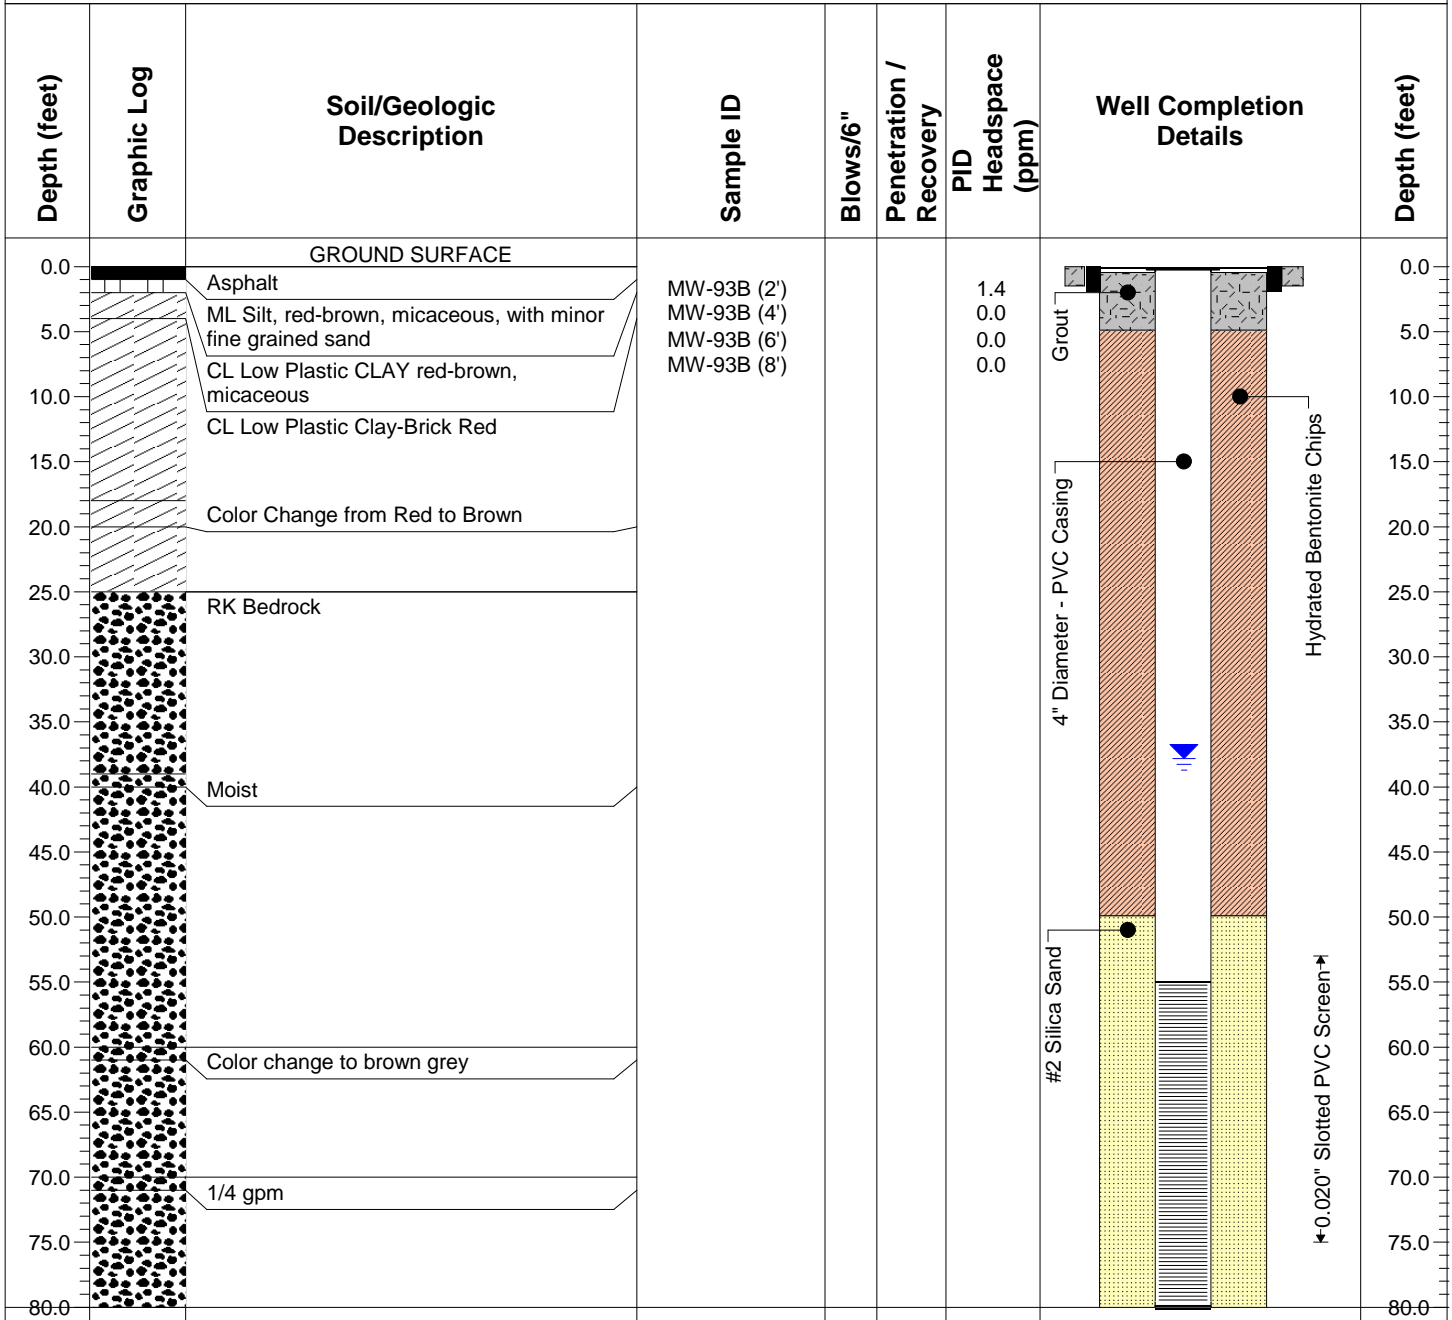 Depth (feet)
Graphic Log
Soil/Geologic
Description
Sample ID
Blows/6"
Penetration /
Recovery
PID
Headspace
(ppm)
Well Completion
Details
Depth (feet)
GROUND SURFACE
0.0
5.0
10.0
15.0
20.0
25.0
30.0
35.0
40.0
45.0
50.0
55.0
60.0
65.0
70.0
75.0
80.0
Asphalt
ML Silt, red-brown, micaceous, with minor
fine grained sand
CL Low Plastic CLAY red-brown,
micaceous
CL Low Plastic Clay-Brick Red
Color Change from Red to Brown
RK Bedrock
Moist
Color change to brown grey
1/4 gpm
MW-93B (2') 1.4
MW-93B (4') 0.0
MW-93B (6') 0.0
MW-93B (8') 0.0
Grout
4" Diameter - PVC Casing
#2 Silica Sand
Hydrated Bentonite Chips
0.020" Slotted PVC Screen
0.0
5.0
10.0
15.0
20.0
25.0
30.0
35.0
40.0
45.0
50.0
55.0
60.0
65.0
70.0
75.0
80.0